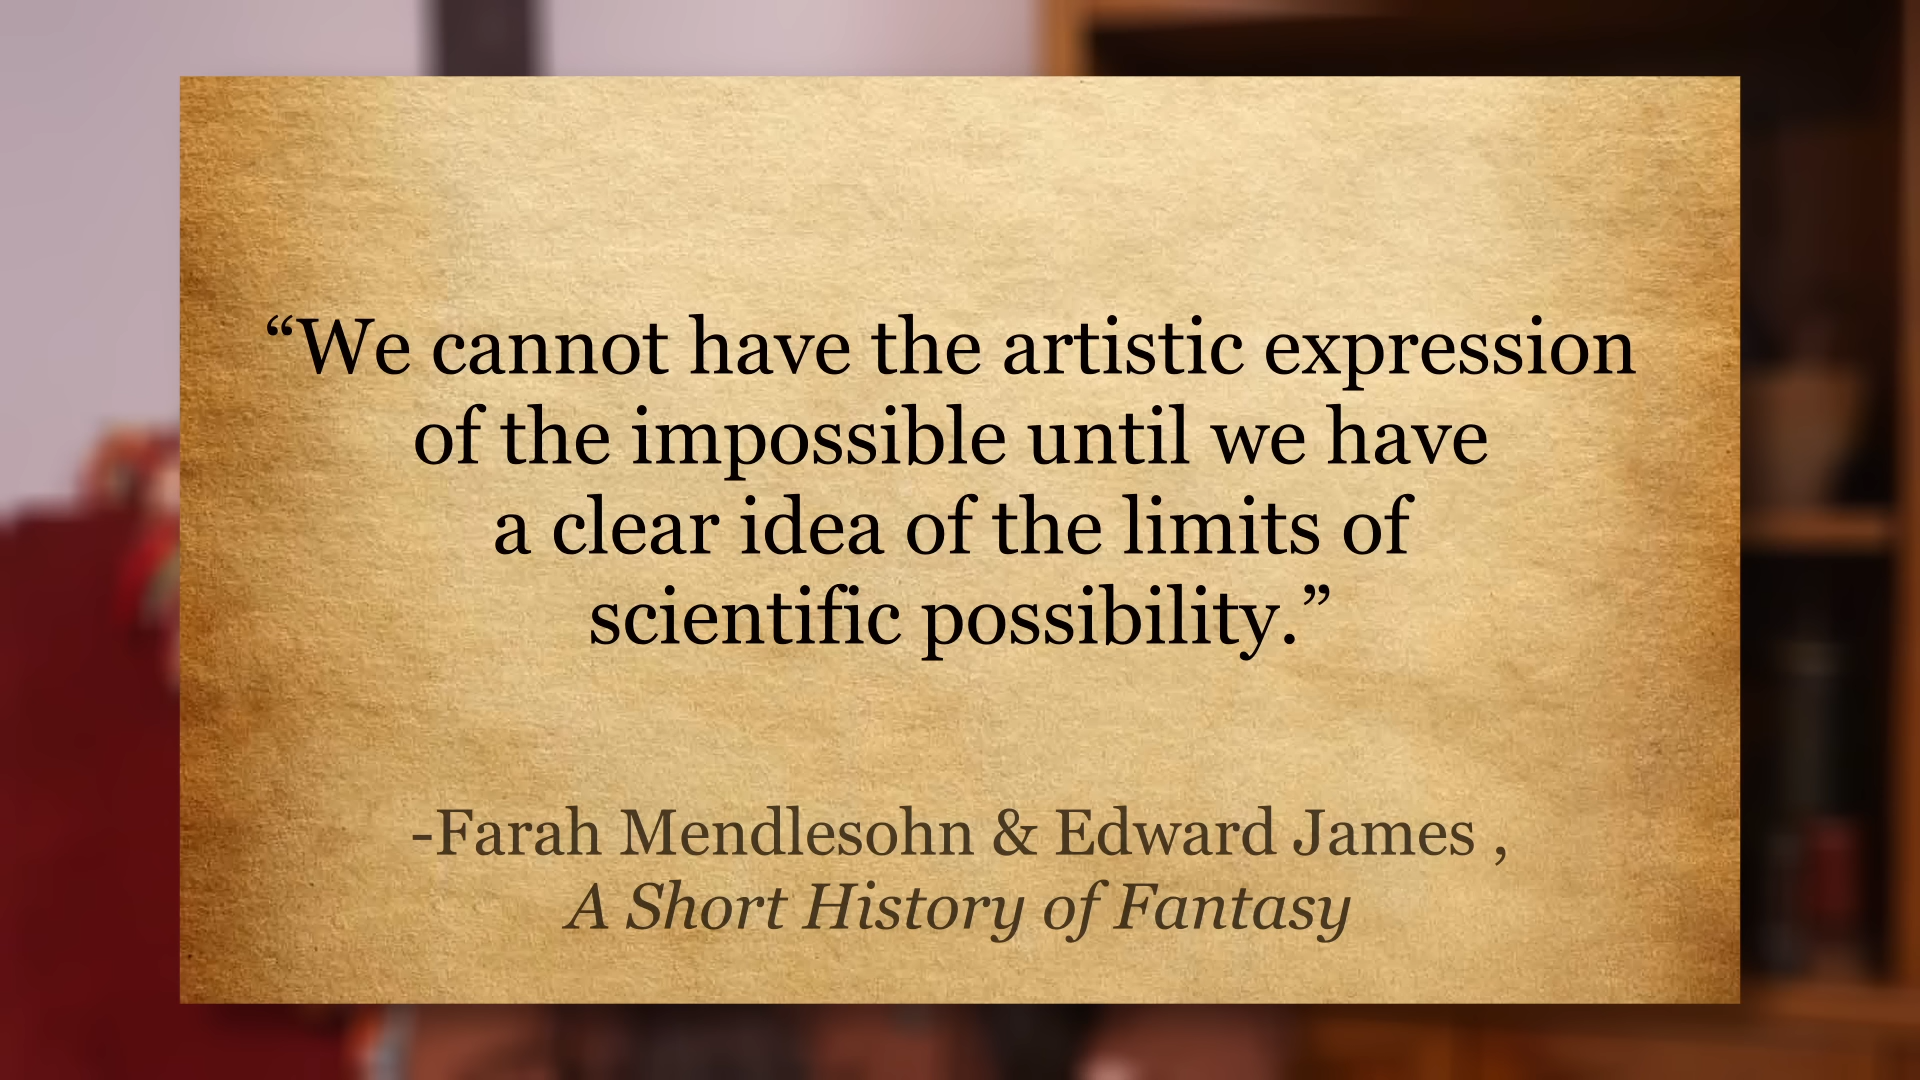 “We cannot have the artistic expression
of the impossible until we have
a clear idea of the limits of
scientific possibility.”
-Farah Mendlesohn & Edward James ,
A Short History of Fantasy